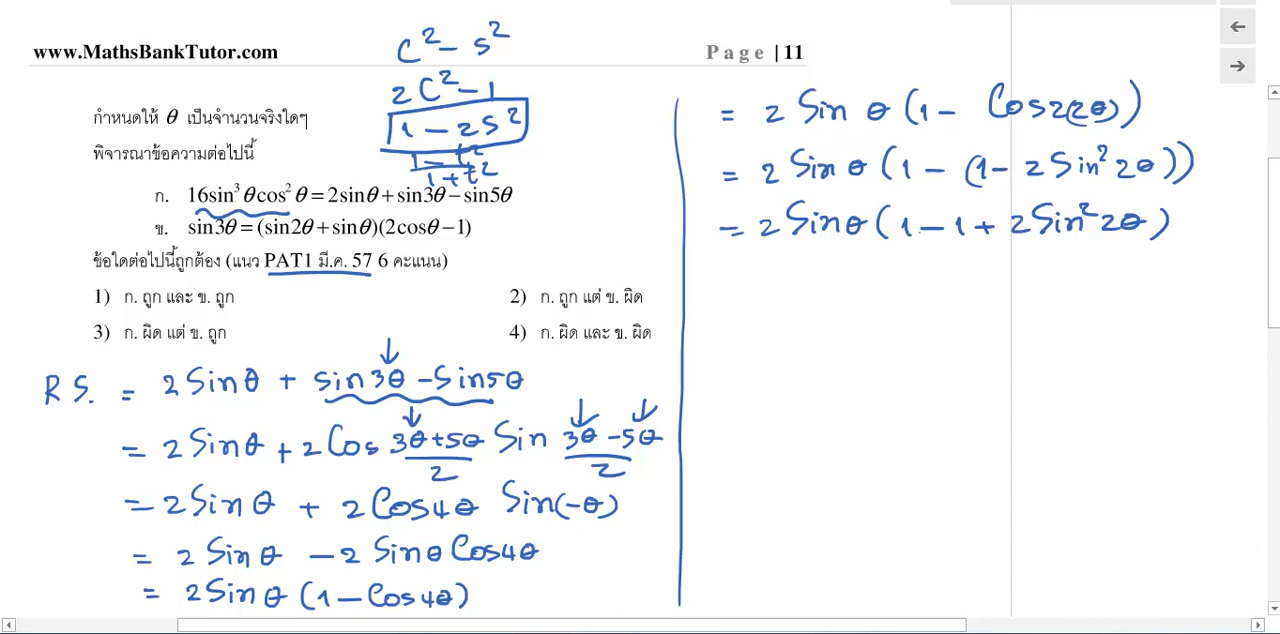 www.MathsBankTutor.com
Page | 11
C² - S²
2C² - 1
1 - 2S²
1 - t²
1 + t²
กำหนดให้ θ เป็นจำนวนจริงใดๆ
พิจารณาข้อความต่อไปนี้
ก. 16sin³θcos²θ = 2sinθ + sin3θ − sin5θ
ข. sin3θ = (sin2θ + sinθ)(2cosθ − 1)
ข้อใดต่อไปนี้ถูกต้อง (แนว PAT1 มี.ค. 57 6 คะแนน)
1) ก. ถูก และ ข. ถูก
2) ก. ถูก แต่ ข. ผิด
3) ก. ผิด แต่ ข. ถูก
4) ก. ผิด และ ข. ผิด
RS. = 2Sinθ + Sin3θ - Sin5θ
= 2Sinθ + 2Cos (3θ+5θ)/2 Sin (3θ-5θ)/2
= 2Sinθ + 2Cos4θ Sin(-θ)
= 2Sinθ - 2SinθCos4θ
= 2Sinθ (1 - Cos4θ)
= 2Sinθ (1 - Cos2(2θ))
= 2Sinθ (1 - (1 - 2Sin²2θ))
= 2Sinθ (1 - 1 + 2Sin²2θ)